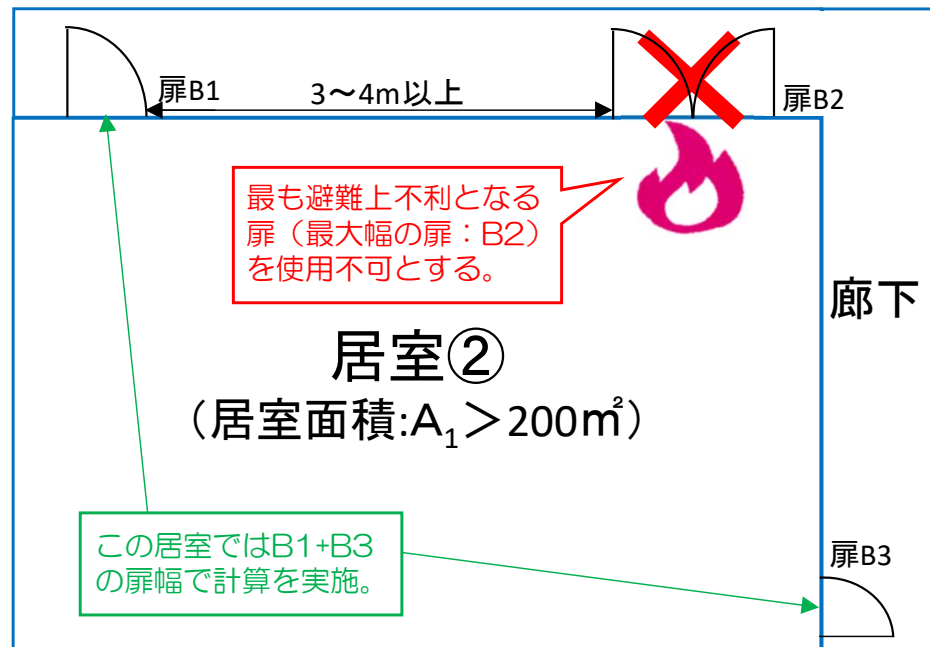 扉B1
3～4m以上
扉B2
最も避難上不利となる
扉（最大幅の扉：B2）
を使用不可とする。
廊下
居室②
（居室面積:A₁＞200㎡）
この居室ではB1+B3
の扉幅で計算を実施。
扉B3